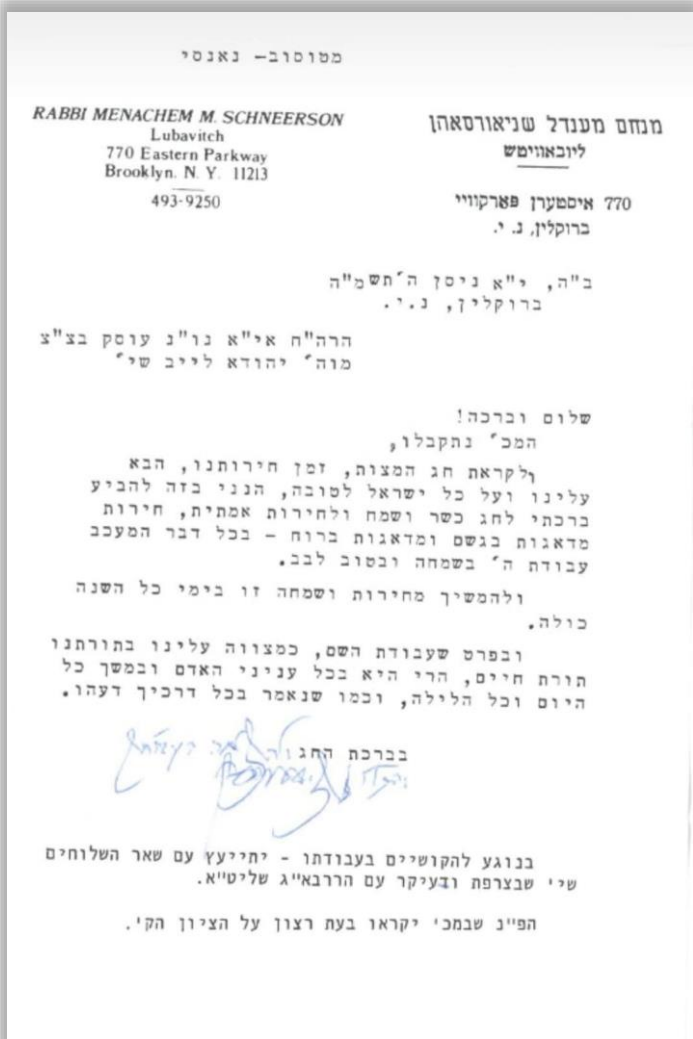 מטוסוב– נאנסי
RABBI MENACHEM M. SCHNEERSON
Lubavitch
770 Eastern Parkway
Brooklyn. N. Y. 11213
493-9250
מנחם מענדל שניאורסאהן
ליובאוויטש
770 איסטערן פארקוויי
ברוקלין, נ. י.
ב"ה, י"א ניסן ה'תשמ"ה
ברוקלין, נ.י.
הרה"ח אי"א נו"נ עוסק בצ"צ
מוה' יהודא לייב שי'
שלום וברכה!
המכ' נתקבלו,
ולקראת חג המצות, זמן חירותנו, הבא
עלינו ועל כל ישראל לטובה, הנני בזה להביע
ברכתי לחג כשר ושמח ולחירות אמתית, חירות
מדאגות בגשם ומדאגות ברוח – בכל דבר המעכב
עבודת ה' בשמחה ובטוב לבב.
ולהמשיך מחירות ושמחה זו בימי כל השנה
כולה.
ובפרט שעבודת השם, כמצווה עלינו בתורתנו
תורת חיים, הרי היא בכל עניני האדם ובמשך כל
היום וכל הלילה, וכמו שנאמר בכל דרכיך דעהו.
בברכת החג
בנוגע להקושיים בעבודתו - יתייעץ עם שאר השלוחים
שי' שבצרפת ובעיקר עם הררבא"ג שליט"א.
הפ"נ שבמכ' יקראו בעת רצון על הציון הק'.